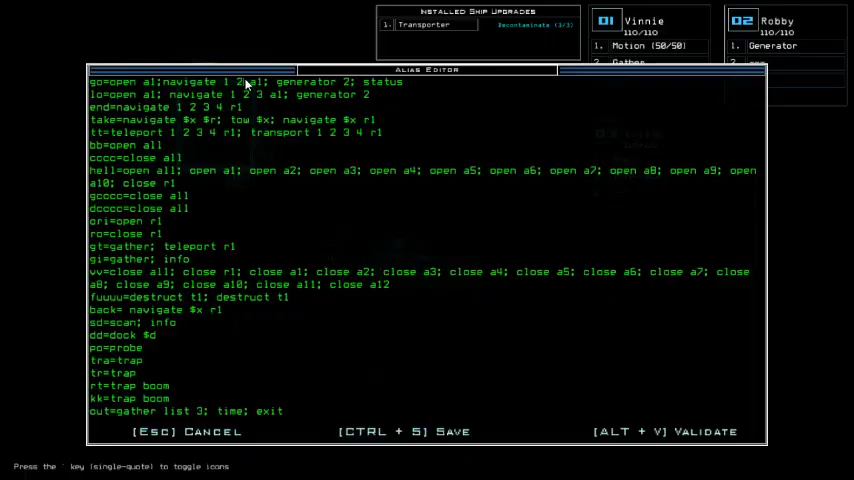 Installed Ship Upgrades
1. Transporter Decontaminate (3/3)
01 Vinnie
110/110
1. Motion (50/50)
2. Gather
02 Robby
110/110
1. Generator
Alias Editor
go=open a1;navigate 1 2 a1; generator 2; status
lo=open a1; navigate 1 2 3 a1; generator 2
end=navigate 1 2 3 4 r1
take=navigate $x $r; tow $x; navigate $x r1
tt=teleport 1 2 3 4 r1; transport 1 2 3 4 r1
bb=open all
cccc=close all
hell=open all; open a1; open a2; open a3; open a4; open a5; open a6; open a7; open a8; open a9; open
a10; close r1
gcccc=close all
dcccc=close all
ori=open r1
ro=close r1
gt=gather; teleport r1
gi=gather; info
vv=close all; close r1; close a1; close a2; close a3; close a4; close a5; close a6; close a7; close
a8; close a9; close a10; close a11; close a12
fuuuu=destruct t1; destruct t1
back= navigate $x r1
sd=scan; info
dd=dock $d
po=probe
tra=trap
tr=trap
rt=trap boom
kk=trap boom
out=gather list 3; time; exit
[Esc] Cancel [CTRL + S] Save [ALT + V] Validate
Press the ` key (single-quote) to toggle icons